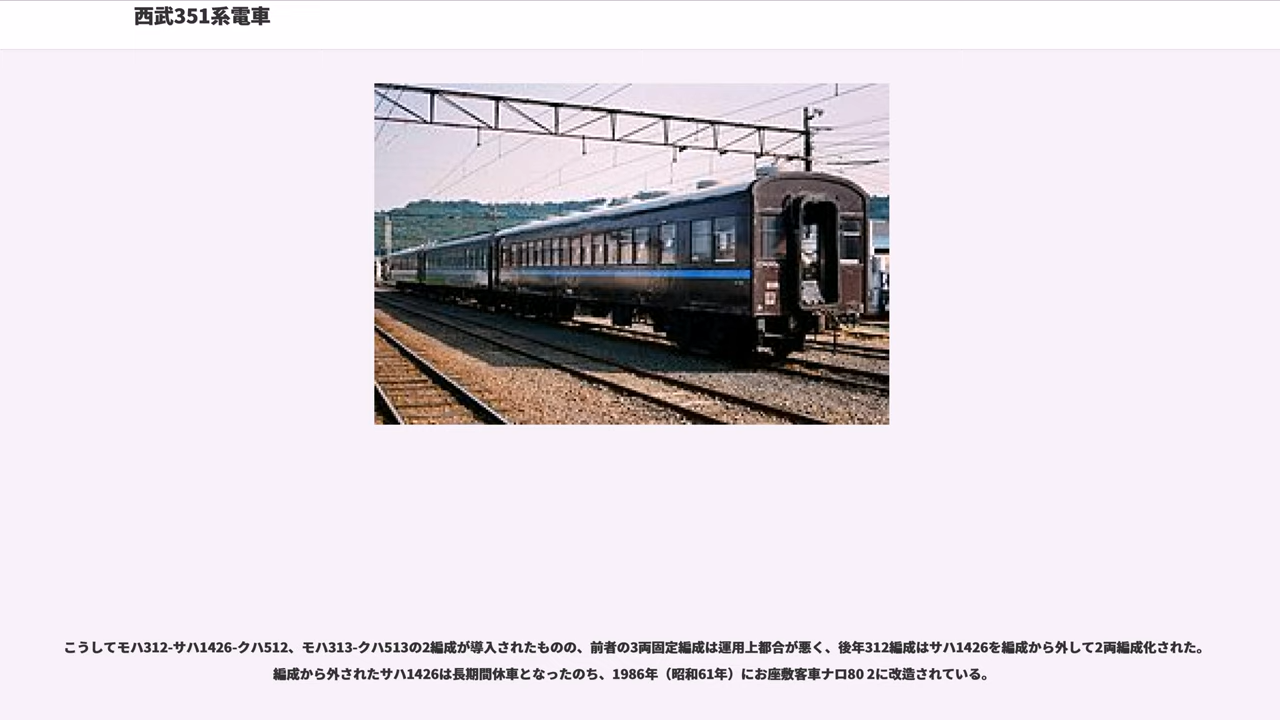 西武351系電車
こうしてモハ312-サハ1426-クハ512、モハ313-クハ513の2編成が導入されたものの、前者の3両固定編成は運用上都合が悪く、後年312編成はサハ1426を編成から外して2両編成化された。
編成から外されたサハ1426は長期間休車となったのち、1986年（昭和61年）にお座敷客車ナロ80 2に改造されている。